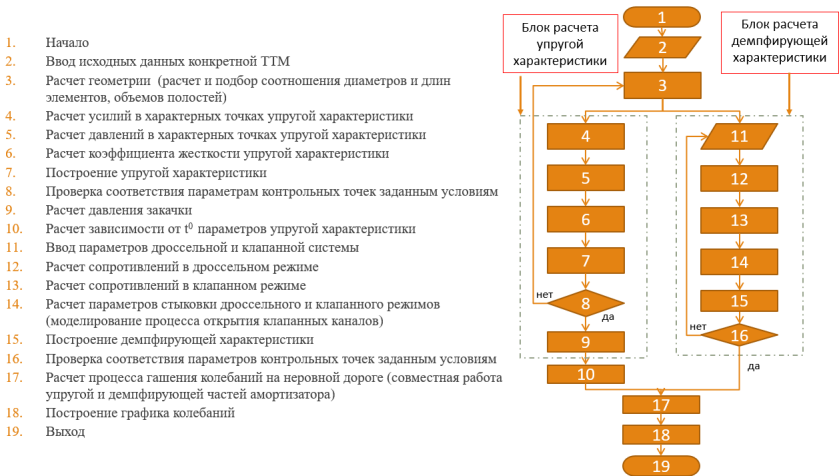 1. Начало
2. Ввод исходных данных конкретной ТТМ
3. Расчет геометрии (расчет и подбор соотношения диаметров и длин
элементов, объемов полостей)
4. Расчет усилий в характерных точках упругой характеристики
5. Расчет давлений в характерных точках упругой характеристики
6. Расчет коэффициента жесткости упругой характеристики
7. Построение упругой характеристики
8. Проверка соответствия параметрам контрольных точек заданным условиям
9. Расчет давления закачки
10. Расчет зависимости от t⁰ параметров упругой характеристики
11. Ввод параметров дроссельной и клапанной системы
12. Расчет сопротивлений в дроссельном режиме
13. Расчет сопротивлений в клапанном режиме
14. Расчет параметров стыковки дроссельного и клапанного режимов
(моделирование процесса открытия клапанных каналов)
15. Построение демпфирующей характеристики
16. Проверка соответствия параметров контрольных точек заданным условиям
17. Расчет процесса гашения колебаний на неровной дороге (совместная работа
упругой и демпфирующей частей амортизатора)
18. Построение графика колебаний
19. Выход
Блок расчета
упругой
характеристики
Блок расчета
демпфирующей
характеристики
1
2
3
4
5
6
7
нет
8
да
9
10
11
12
13
14
15
нет
16
да
17
18
19